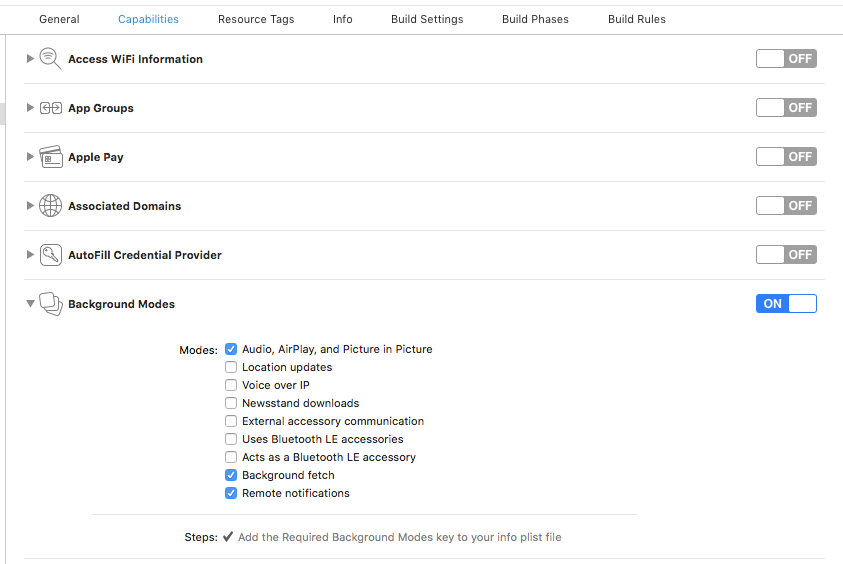 General Capabilities Resource Tags Info Build Settings Build Phases Build Rules
Access WiFi Information OFF
App Groups OFF
Apple Pay OFF
Associated Domains OFF
AutoFill Credential Provider OFF
Background Modes ON
Modes: Audio, AirPlay, and Picture in Picture
Location updates
Voice over IP
Newsstand downloads
External accessory communication
Uses Bluetooth LE accessories
Acts as a Bluetooth LE accessory
Background fetch
Remote notifications
Steps: ✔ Add the Required Background Modes key to your info plist file